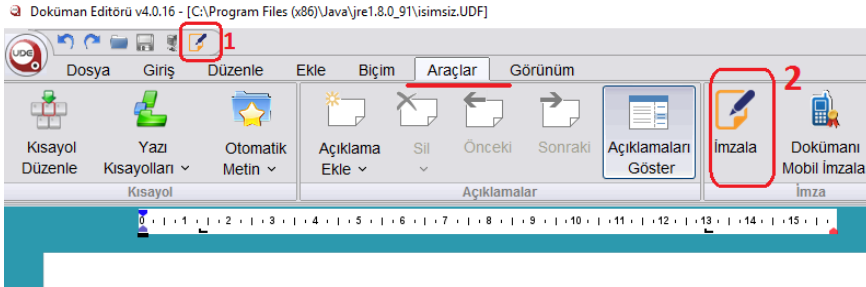 Doküman Editörü v4.0.16 - [C:\Program Files (x86)\Java\jre1.8.0_91\isimsiz.UDF]
UDE
1
Dosya Giriş Düzenle Ekle Biçim Araçlar Görünüm
2
Kısayol Düzenle
Yazı Kısayolları
Otomatik Metin
Açıklama Ekle
Sil
Önceki
Sonraki
Açıklamaları Göster
İmzala
Dokümanı Mobil İmzala
Kısayol Açıklamalar İmza
0 1 2 3 4 5 6 7 8 9 10 11 12 13 14 15